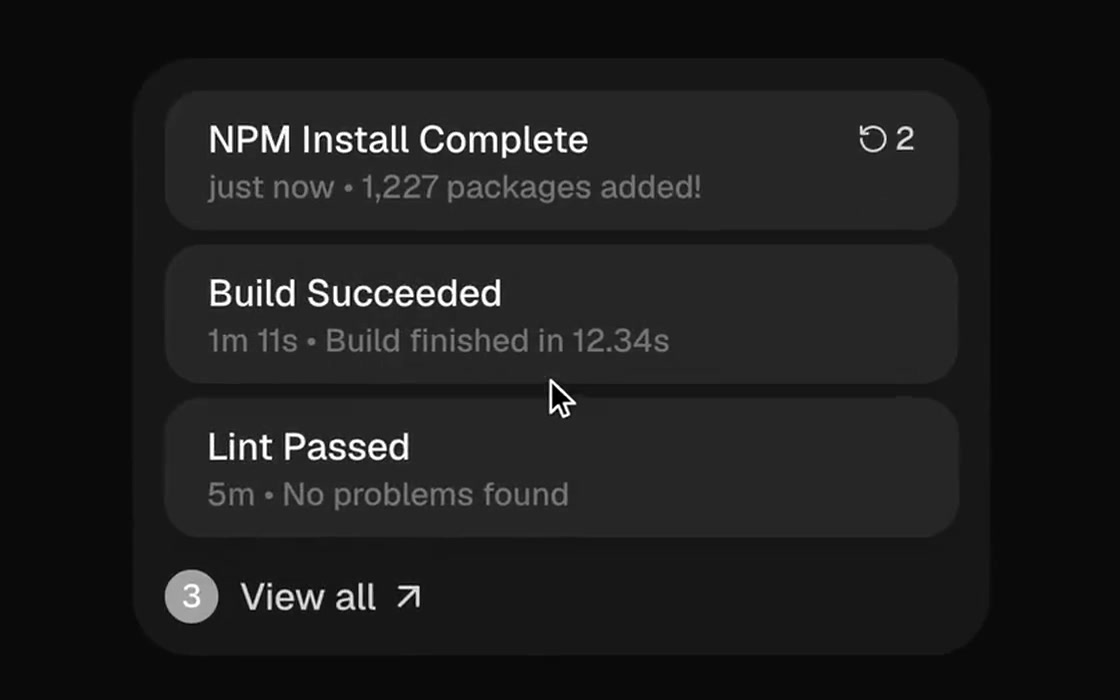 NPM Install Complete
2
just now • 1,227 packages added!
Build Succeeded
1m 11s • Build finished in 12.34s
Lint Passed
5m • No problems found
3 View all